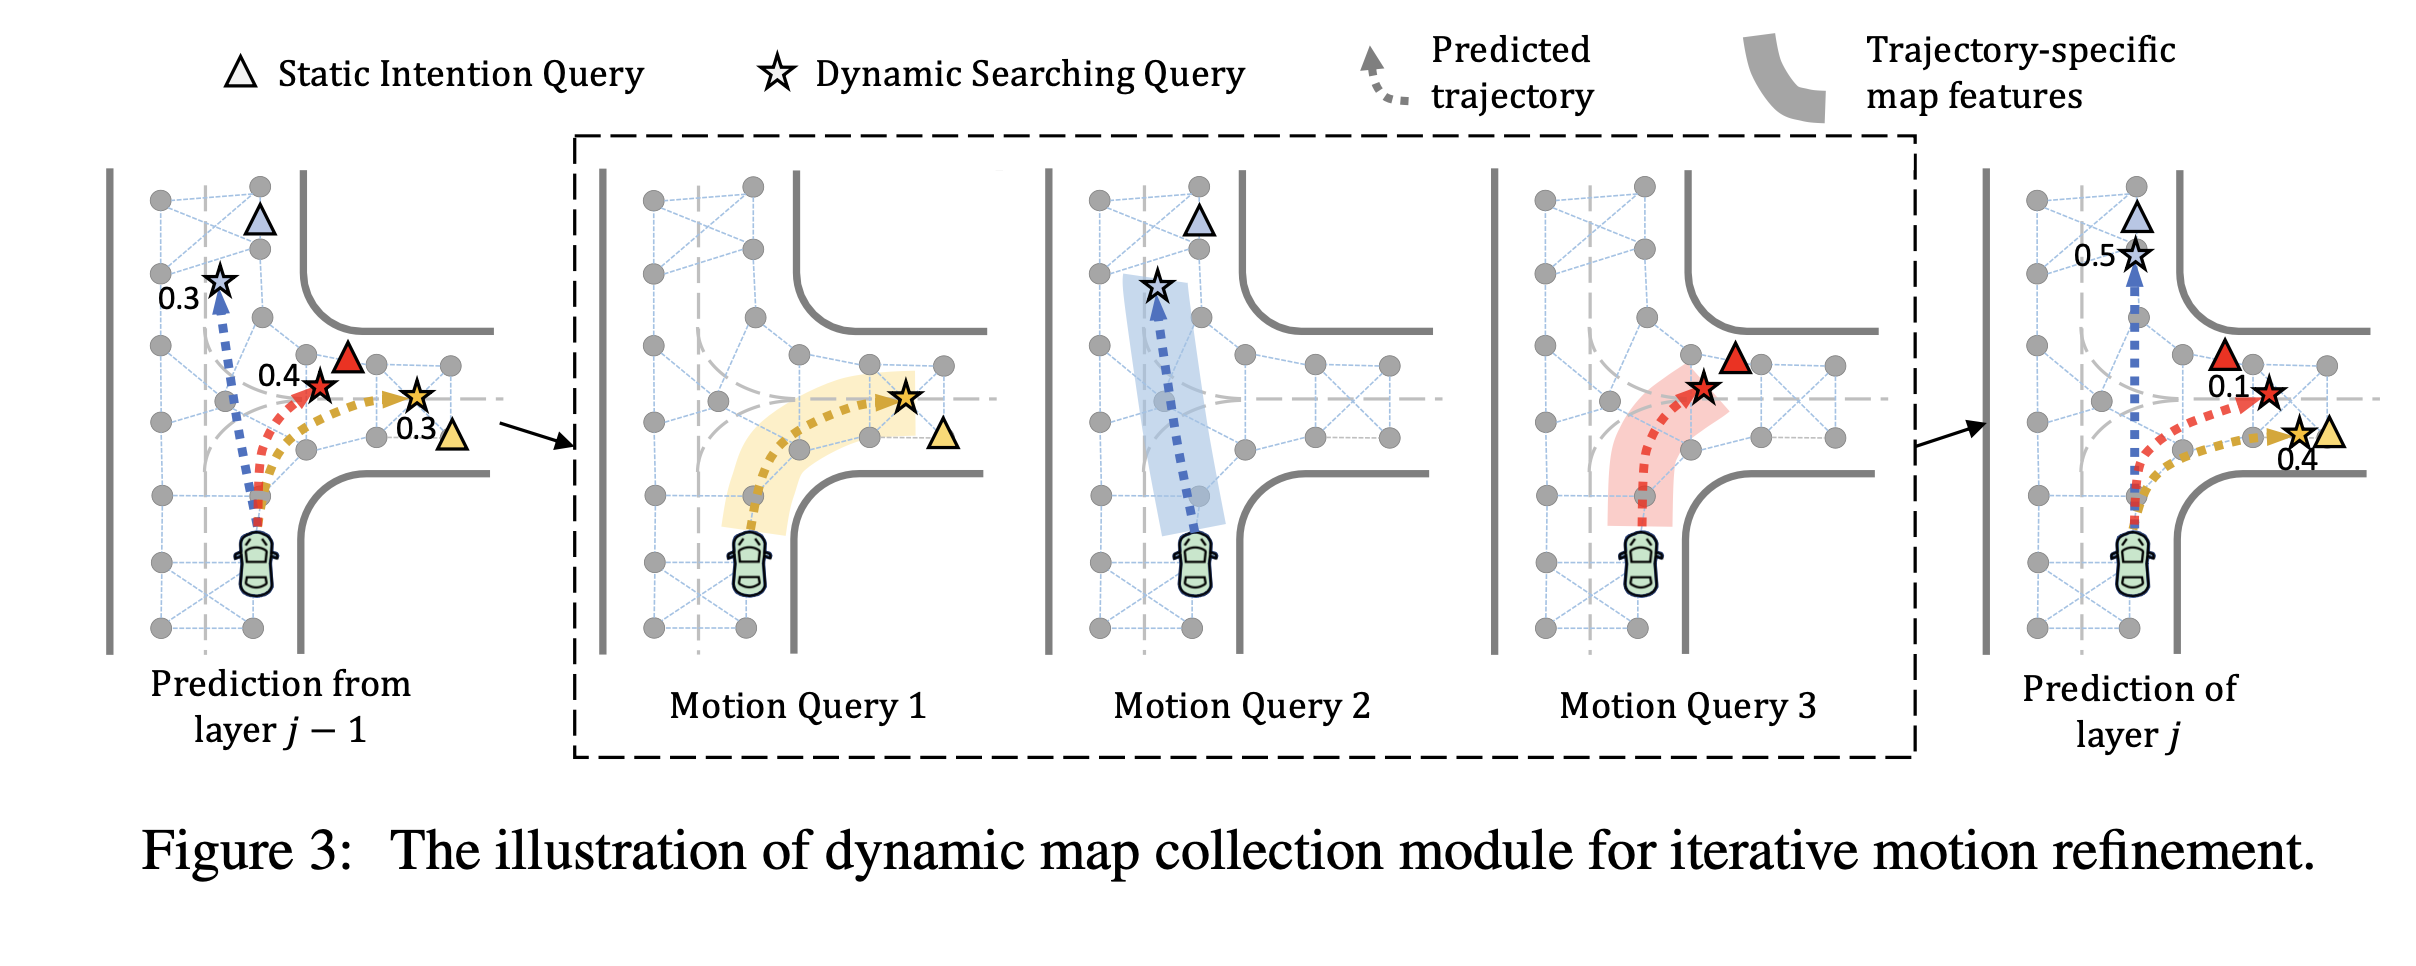 Static Intention Query
Dynamic Searching Query
Predicted
trajectory
Trajectory-specific
map features
0.3
0.4
0.3
Prediction from
layer j − 1
Motion Query 1
Motion Query 2
Motion Query 3
0.5
0.1
0.4
Prediction of
layer j
Figure 3: The illustration of dynamic map collection module for iterative motion refinement.